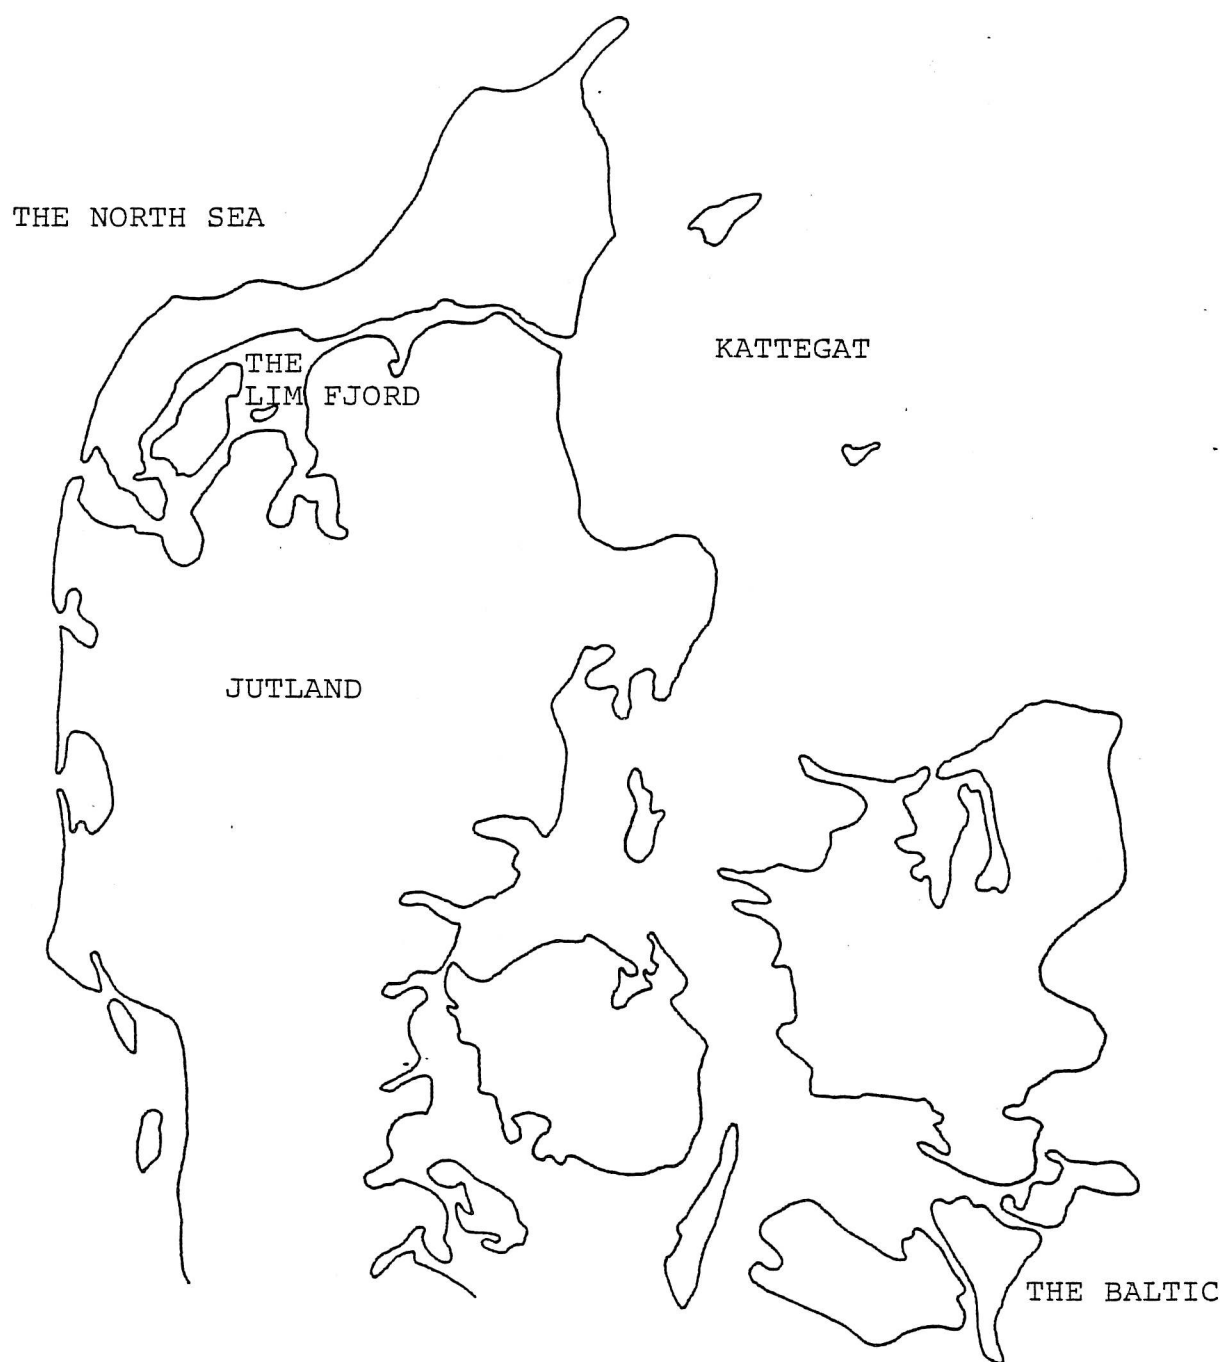 THE NORTH SEA
KATTEGAT
THE
LIM FJORD
JUTLAND
THE BALTIC